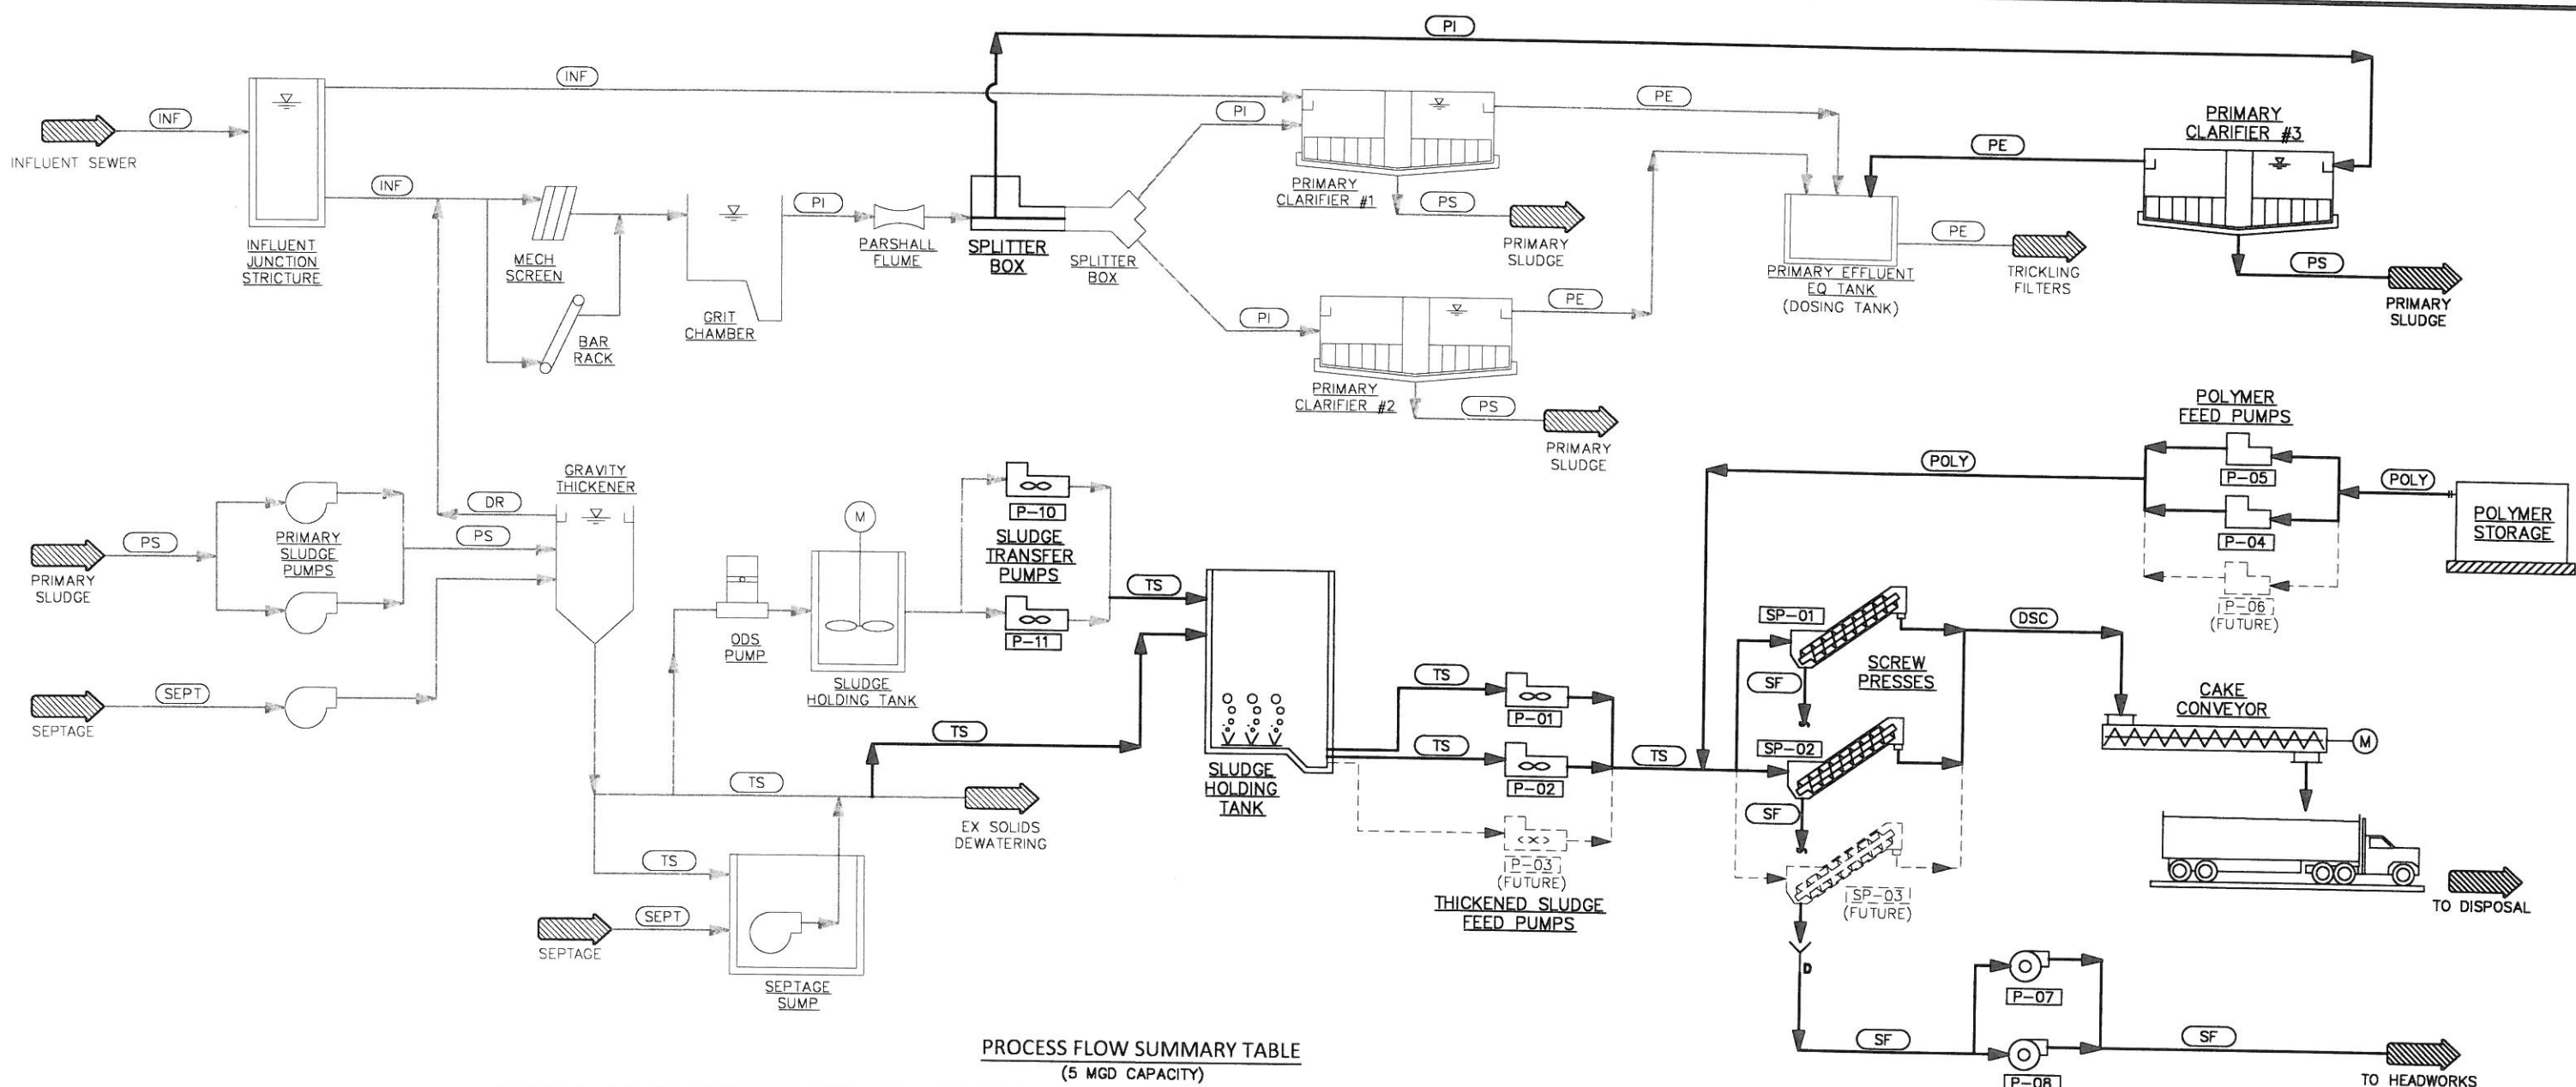 PI
INF
INF
INFLUENT SEWER
INF
INFLUENT
JUNCTION
STRICTURE
MECH
SCREEN
BAR
RACK
GRIT
CHAMBER
PI
PARSHALL
FLUME
SPLITTER
BOX
SPLITTER
BOX
PI
PI
PRIMARY
CLARIFIER #1
PS
PRIMARY
SLUDGE
PE
PE
PRIMARY
CLARIFIER #2
PS
PRIMARY
SLUDGE
PRIMARY EFFLUENT
EQ TANK
(DOSING TANK)
PE
TRICKLING
FILTERS
PE
PRIMARY
CLARIFIER #3
PS
PRIMARY
SLUDGE
PS
PRIMARY
SLUDGE
PRIMARY
SLUDGE
PUMPS
SEPT
SEPTAGE
DR
PS
GRAVITY
THICKENER
ODS
PUMP
M
SLUDGE
HOLDING TANK
P-10
SLUDGE
TRANSFER
PUMPS
P-11
TS
TS
TS
EX SOLIDS
DEWATERING
TS
SEPT
SEPTAGE
SEPTAGE
SUMP
SLUDGE
HOLDING
TANK
TS
P-01
TS
P-02
P-03
(FUTURE)
THICKENED SLUDGE
FEED PUMPS
TS
POLY
POLYMER
FEED PUMPS
P-05
P-04
P-06
(FUTURE)
POLY
POLYMER
STORAGE
SP-01
SF
SCREW
PRESSES
SP-02
SF
SP-03
(FUTURE)
DSC
CAKE
CONVEYOR
M
TO DISPOSAL
D
SF
P-07
P-08
SF
TO HEADWORKS
PROCESS FLOW SUMMARY TABLE
(5 MGD CAPACITY)